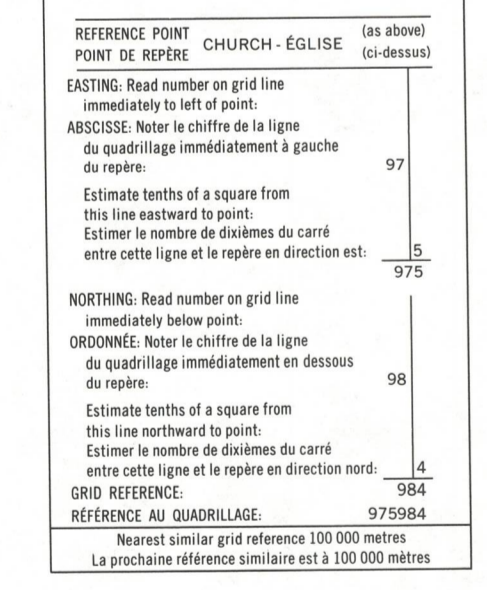 REFERENCE POINT CHURCH - ÉGLISE (as above)
POINT DE REPÈRE (ci-dessus)
EASTING: Read number on grid line
immediately to left of point:
ABSCISSE: Noter le chiffre de la ligne
du quadrillage immédiatement à gauche
du repère: 97
Estimate tenths of a square from
this line eastward to point:
Estimer le nombre de dixièmes du carré
entre cette ligne et le repère en direction est: 5
975
NORTHING: Read number on grid line
immediately below point:
ORDONNÉE: Noter le chiffre de la ligne
du quadrillage immédiatement en dessous
du repère: 98
Estimate tenths of a square from
this line northward to point:
Estimer le nombre de dixièmes du carré
entre cette ligne et le repère en direction nord: 4
GRID REFERENCE: 984
RÉFÉRENCE AU QUADRILLAGE: 975984
Nearest similar grid reference 100 000 metres
La prochaine référence similaire est à 100 000 mètres